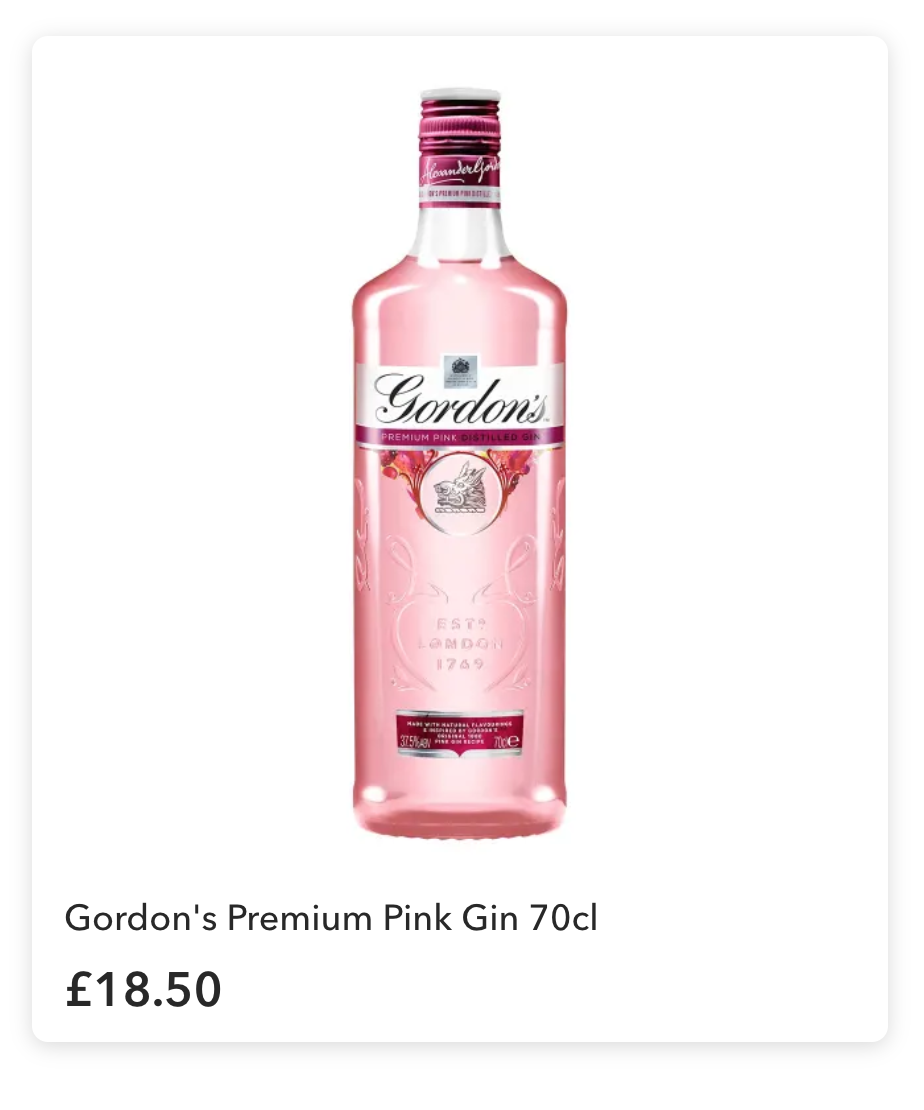 AlexanderGordon
Gordon's
PREMIUM PINK DISTILLED GIN
ESTD
LONDON
1769
MADE WITH NATURAL FLAVOURINGS
& INSPIRED BY GORDON'S
ORIGINAL 1880
37.5%ABV PINK GIN RECIPE 70cl e
Gordon's Premium Pink Gin 70cl
£18.50